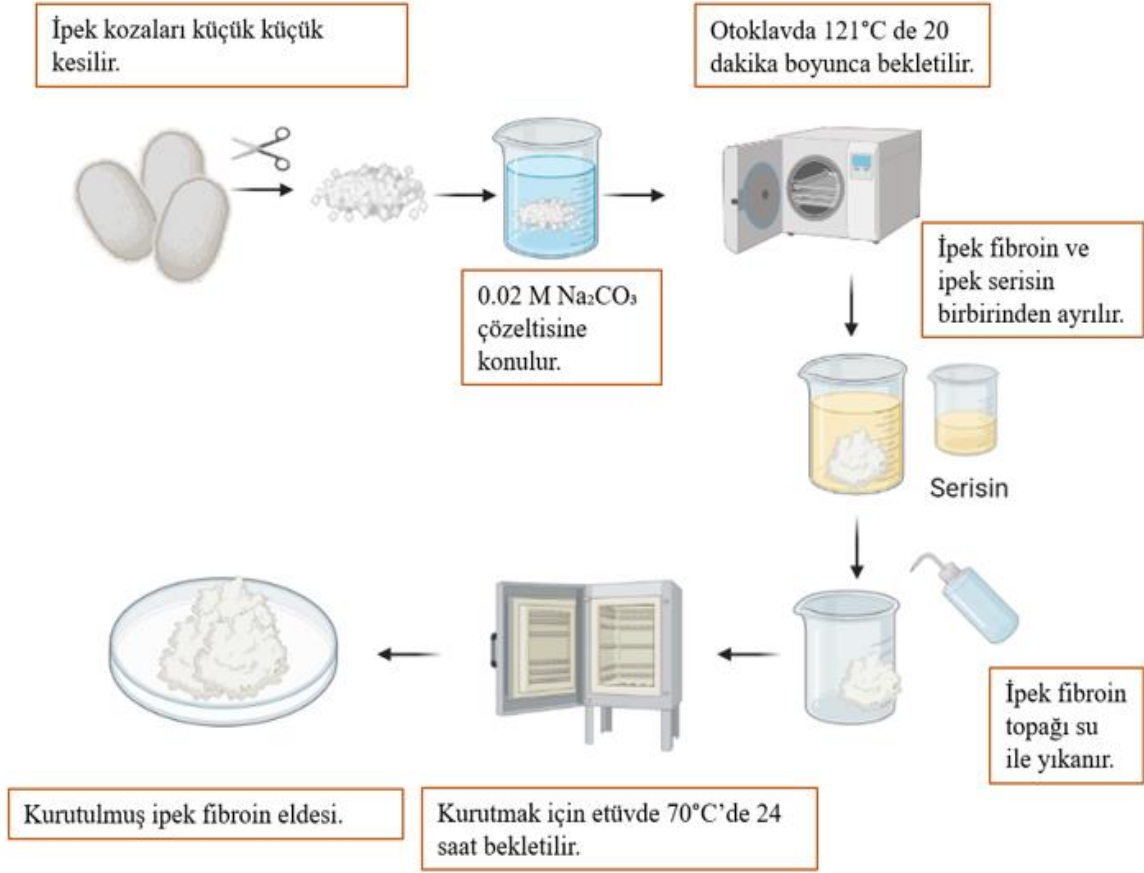 İpek kozaları küçük küçük
kesilir.
Otoklavda 121°C de 20
dakika boyunca bekletilir.
0.02 M Na₂CO₃
çözeltisine
konulur.
İpek fibroin ve
ipek serisin
birbirinden ayrılır.
Serisin
İpek fibroin
topağı su
ile yıkanır.
Kurutmak için etüvde 70°C’de 24
saat bekletilir.
Kurutulmuş ipek fibroin eldesi.